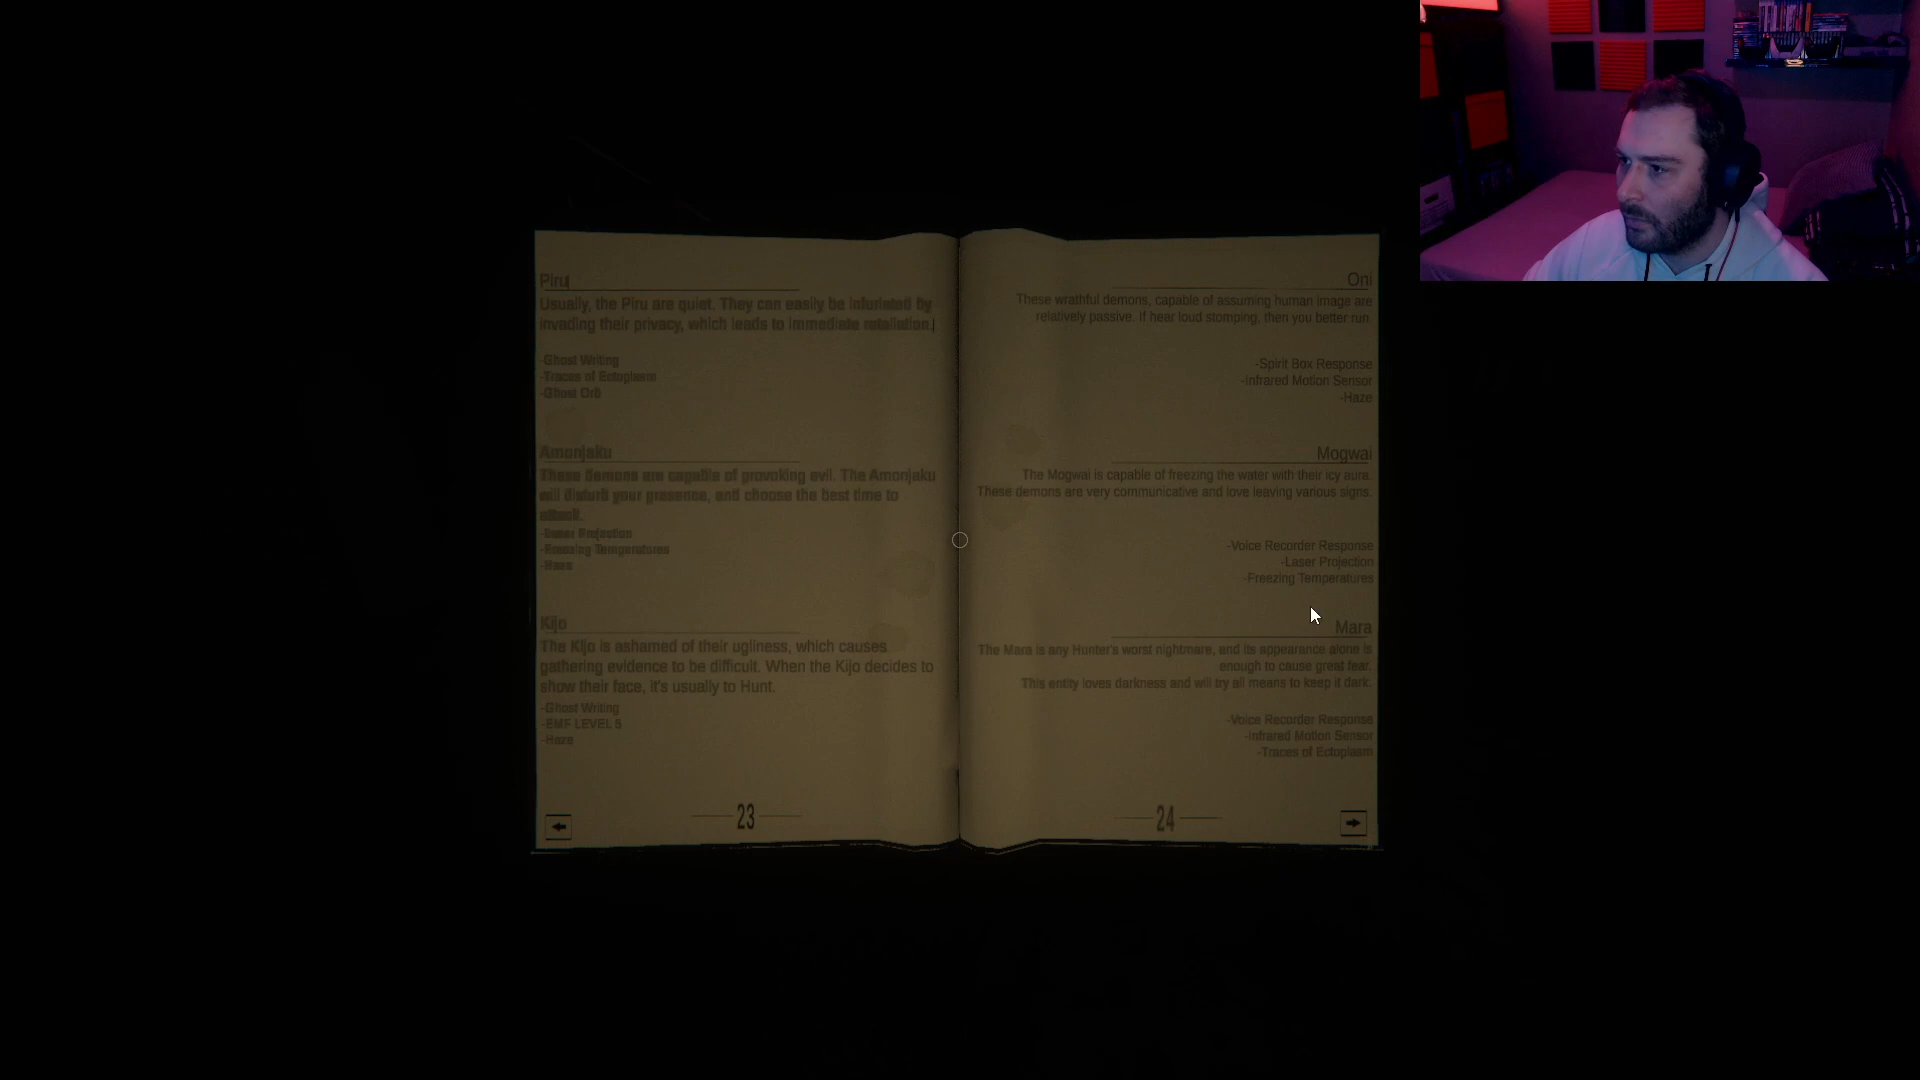 Piru
Usually, the Piru are quiet. They can easily be infuriated by
invading their privacy, which leads to immediate retaliation.
-Ghost Writing
-Traces of Ectoplasm
-Ghost Orb
Amonjaku
These demons are capable of provoking evil. The Amonjaku
will disturb your presence, and choose the best time to
attack.
-Laser Projection
-Freezing Temperatures
-Haze
Kijo
The Kijo is ashamed of their ugliness, which causes
gathering evidence to be difficult. When the Kijo decides to
show their face, it's usually to Hunt.
-Ghost Writing
-EMF LEVEL 5
-Haze
23
Oni
These wrathful demons, capable of assuming human image are
relatively passive. If hear loud stomping, then you better run.
-Spirit Box Response
-Infrared Motion Sensor
-Haze
Mogwai
The Mogwai is capable of freezing the water with their icy aura.
These demons are very communicative and love leaving various signs.
-Voice Recorder Response
-Laser Projection
-Freezing Temperatures
Mara
The Mara is any Hunter's worst nightmare, and its appearance alone is
enough to cause great fear.
This entity loves darkness and will try all means to keep it dark.
-Voice Recorder Response
-Infrared Motion Sensor
-Traces of Ectoplasm
24